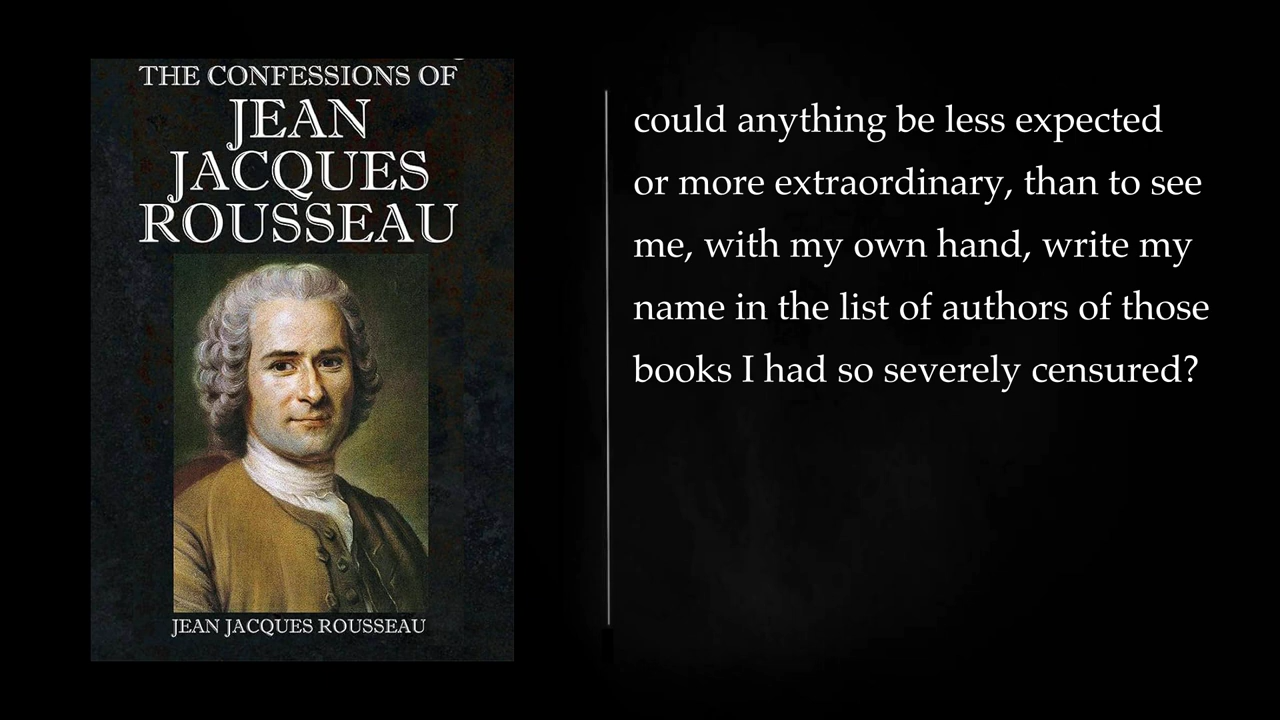 THE CONFESSIONS OF
JEAN
JACQUES
ROUSSEAU
JEAN JACQUES ROUSSEAU
could anything be less expected
or more extraordinary, than to see
me, with my own hand, write my
name in the list of authors of those
books I had so severely censured?